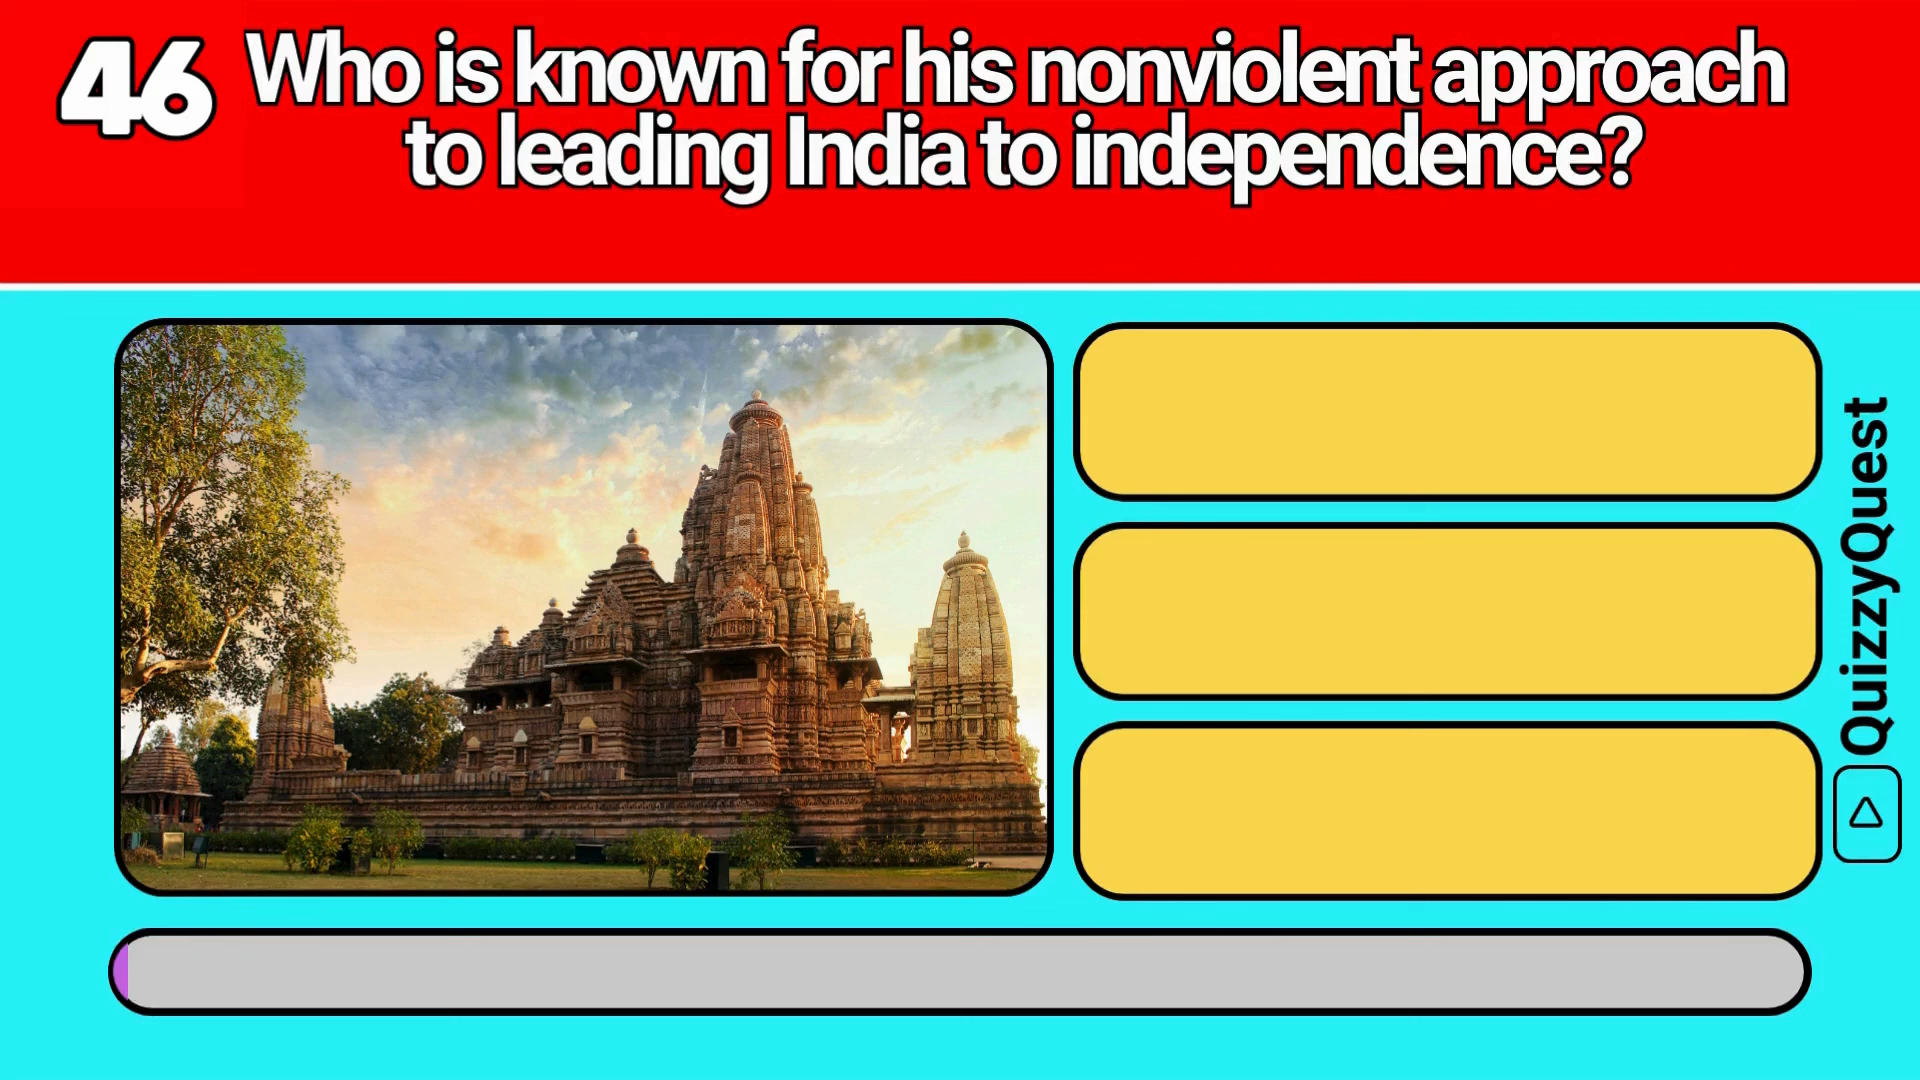 46
Who is known for his nonviolent approach
to leading India to independence?
QuizzyQuest